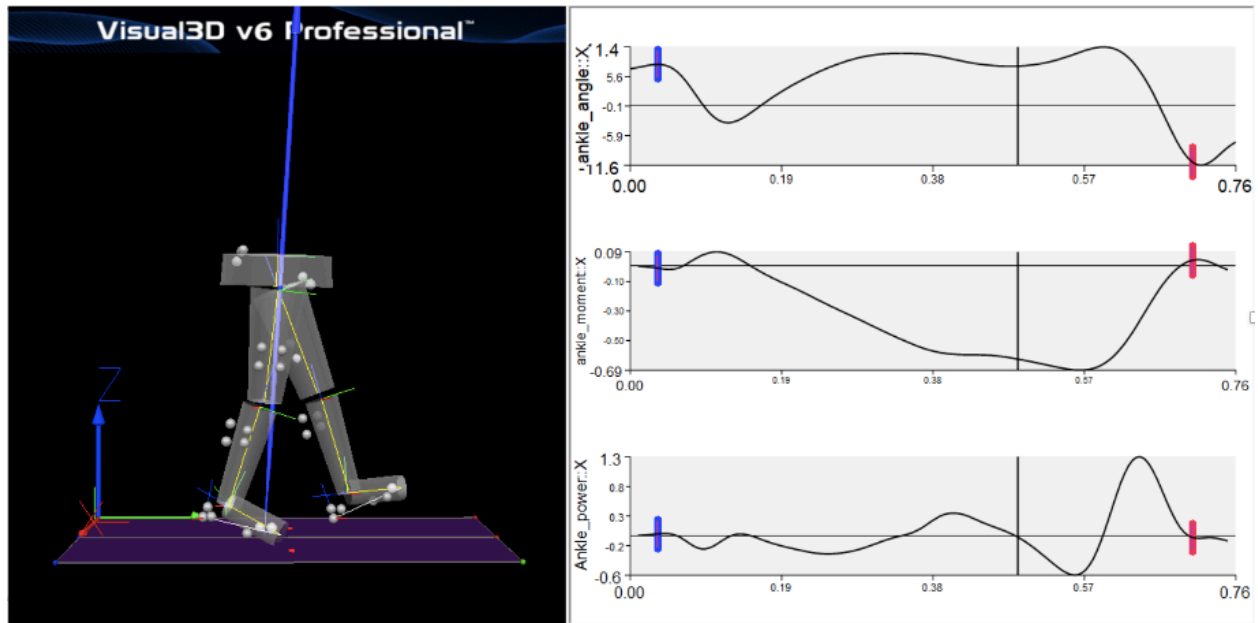 Visual3D v6 Professional™
Z
ankle_angle::X
1.4
5.6
-0.1
-5.9
-11.6
0.00 0.19 0.38 0.57 0.76
ankle_moment::X
0.09
-0.10
-0.30
-0.50
-0.69
0.00 0.19 0.38 0.57 0.76
Ankle_power::X
1.3
0.8
0.3
-0.2
-0.6
0.00 0.19 0.38 0.57 0.76